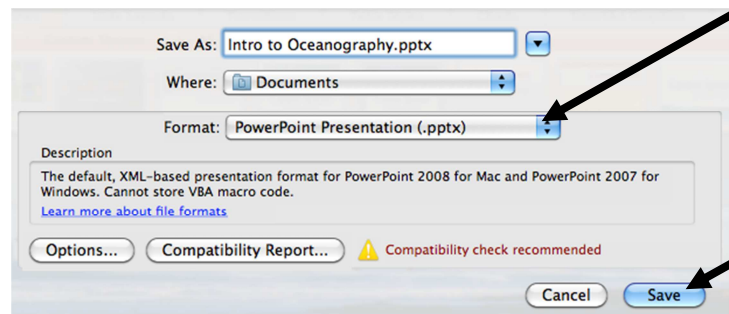 Save As: Intro to Oceanography.pptx
Where: Documents
Format: PowerPoint Presentation (.pptx)
Description
The default, XML-based presentation format for PowerPoint 2008 for Mac and PowerPoint 2007 for
Windows. Cannot store VBA macro code.
Learn more about file formats
Options... Compatibility Report... Compatibility check recommended
Cancel Save